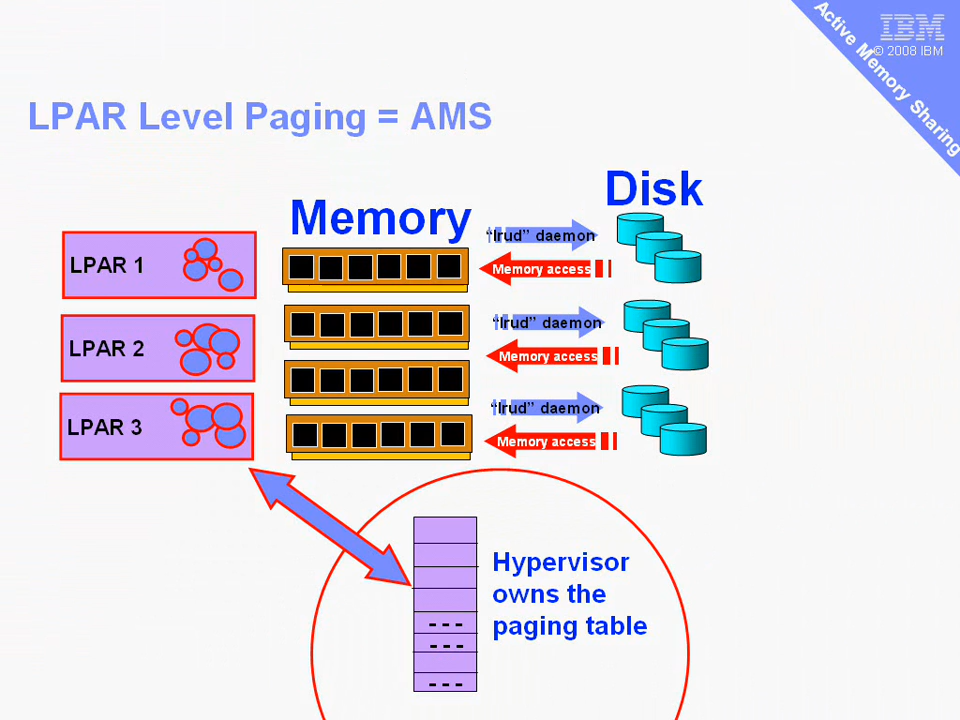 IBM
© 2008 IBM
Active Memory Sharing
LPAR Level Paging = AMS
Memory
Disk
LPAR 1
LPAR 2
LPAR 3
"lrud" daemon
Memory access
"lrud" daemon
Memory access
"lrud" daemon
Memory access
Hypervisor
owns the
paging table
- - -
- - -
- - -